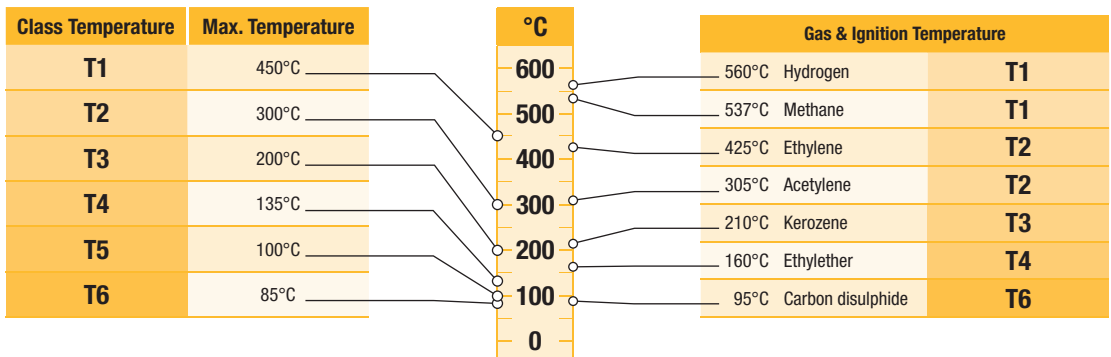 Class Temperature Max. Temperature
T1 450°C
T2 300°C
T3 200°C
T4 135°C
T5 100°C
T6 85°C
°C
600
500
400
300
200
100
0
Gas & Ignition Temperature
560°C Hydrogen T1
537°C Methane T1
425°C Ethylene T2
305°C Acetylene T2
210°C Kerozene T3
160°C Ethylether T4
95°C Carbon disulphide T6